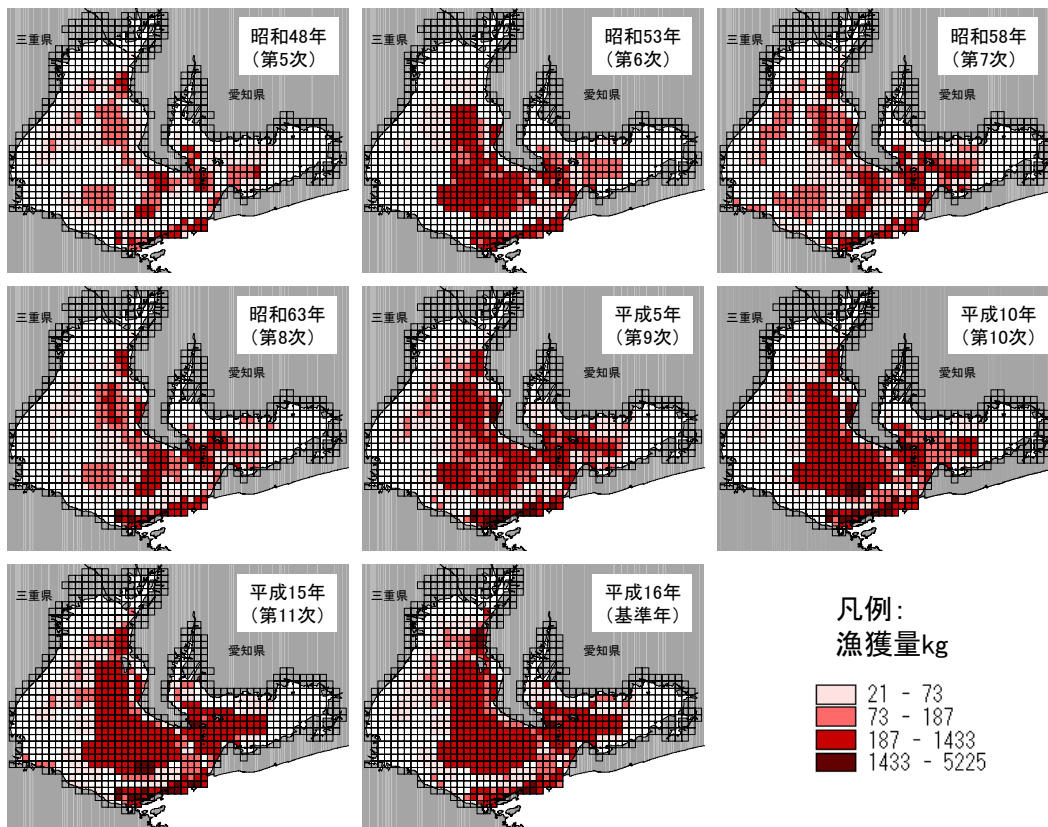 三重県
愛知県
昭和48年
(第5次)
昭和53年
(第6次)
三重県
愛知県
昭和58年
(第7次)
三重県
愛知県
三重県
愛知県
昭和63年
(第8次)
三重県
愛知県
平成5年
(第9次)
三重県
愛知県
平成10年
(第10次)
三重県
愛知県
平成15年
(第11次)
三重県
愛知県
平成16年
(基準年)
凡例:
漁獲量kg
21 - 73
73 - 187
187 - 1433
1433 - 5225